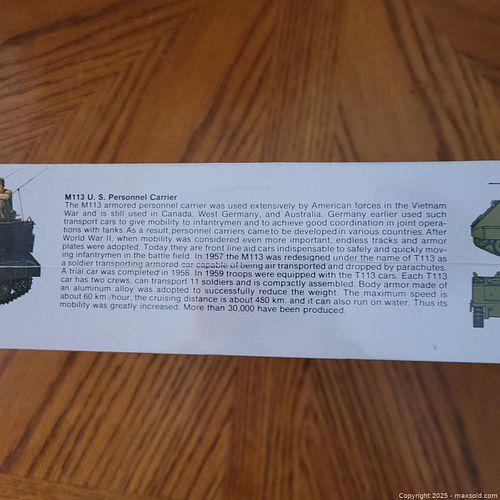 M113 U. S. Personnel Carrier
The M113 armored personnel carrier was used extensively by American forces in the Vietnam
War and is still used in Canada, West Germany, and Australia. Germany earlier used such
transport cars to give mobility to infantrymen and to achieve good coordination in joint opera-
tions with tanks. As a result, personnel carriers came to be developed in various countries. After
World War II, when mobility was considered even more important, endless tracks and armor
plates were adopted. Today they are front line aid cars indispensable to safely and quickly mov-
ing infantrymen in the battle field. In 1957 the M113 was redesigned under the name of T113 as
a soldier transporting armored car capable of being air transported and dropped by parachutes.
A trial car was completed in 1958. In 1959 troops were equipped with the T113 cars. Each T113
car has two crews, can transport 11 soldiers and is compactly assembled. Body armor made of
an aluminum alloy was adopted to successfully reduce the weight. The maximum speed is
about 60 km./hour, the cruising distance is about 480 km. and it can also run on water. Thus its
mobility was greatly increased. More than 30,000 have been produced.
Copyright © 2025 - maxsold.com